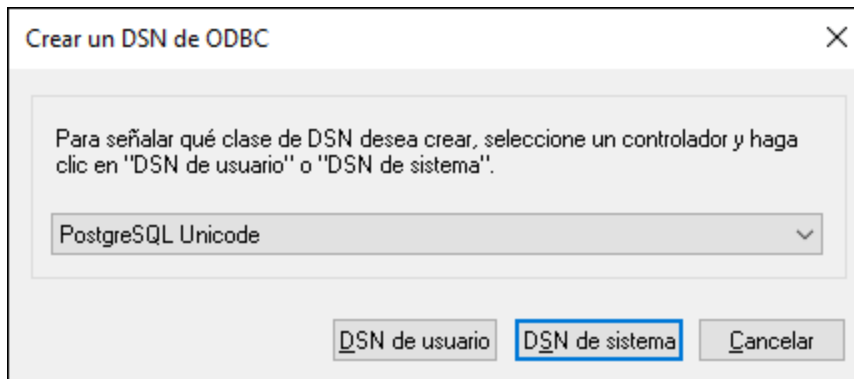 Crear un DSN de ODBC
Para señalar qué clase de DSN desea crear, seleccione un controlador y haga
clic en "DSN de usuario" o "DSN de sistema".
PostgreSQL Unicode
DSN de usuario
DSN de sistema
Cancelar